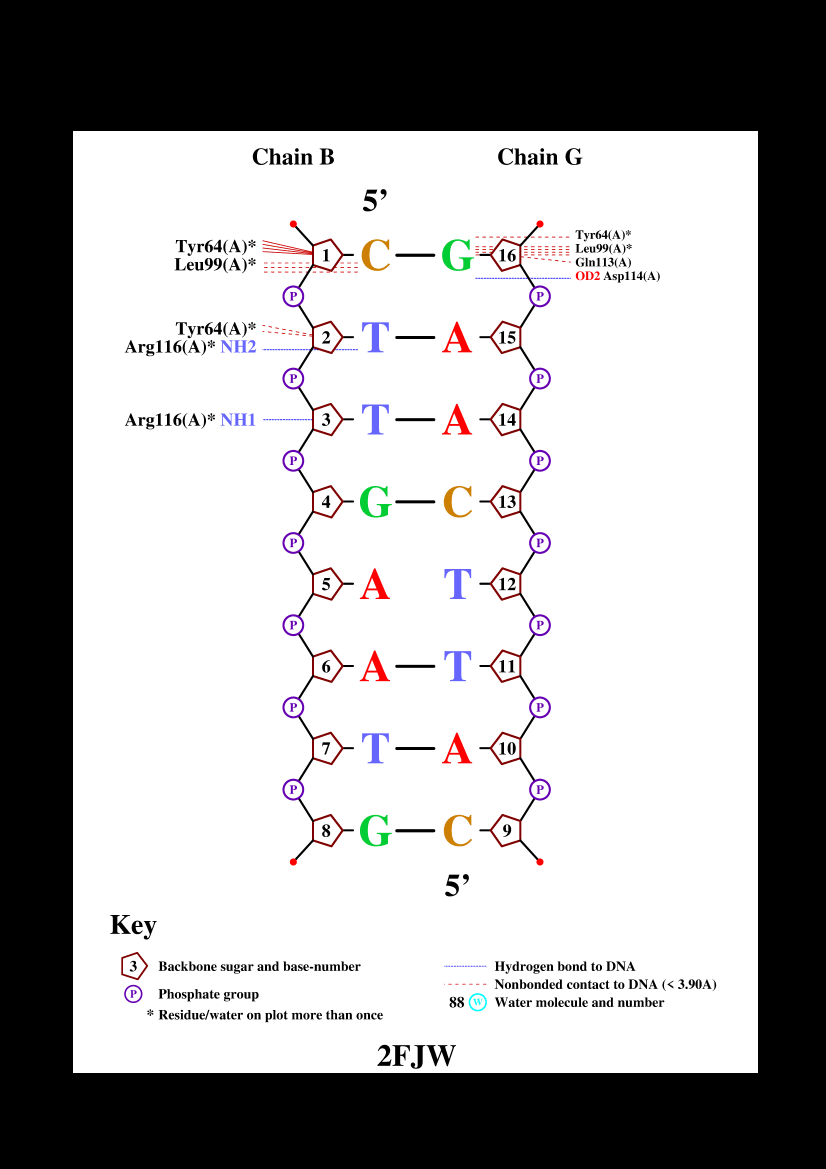 Chain B Chain G
5’
Tyr64(A)* 1 C G 16 Tyr64(A)*
Leu99(A)* Leu99(A)*
Gln113(A)
OD2 Asp114(A)
P P
Tyr64(A)* 2 T A 15
Arg116(A)* NH2
P P
Arg116(A)* NH1 3 T A 14
P P
4 G C 13
P P
5 A T 12
P P
6 A T 11
P P
7 T A 10
P P
8 G C 9
5’
Key
3 Backbone sugar and base-number
P Phosphate group
* Residue/water on plot more than once
Hydrogen bond to DNA
Nonbonded contact to DNA (< 3.90A)
88 W Water molecule and number
2FJW